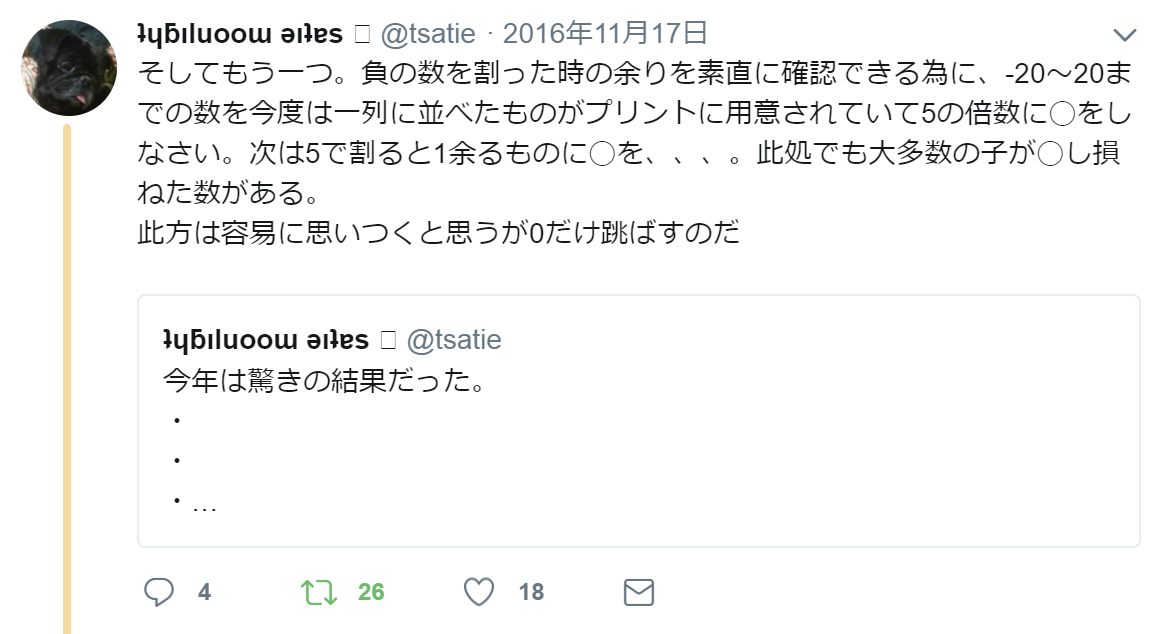 ʇɥƃıluooɯ ǝıʇɐs □ @tsatie · 2016年11月17日
そしてもう一つ。負の数を割った時の余りを素直に確認できる為に、-20〜20ま
での数を今度は一列に並べたものがプリントに用意されていて5の倍数に◯をし
なさい。次は5で割ると1余るものに◯を、、、。此処でも大多数の子が◯し損
ねた数がある。
此方は容易に思いつくと思うが0だけ跳ばすのだ
ʇɥƃıluooɯ ǝıʇɐs □ @tsatie
今年は驚きの結果だった。
・
・
・…
4 26 18